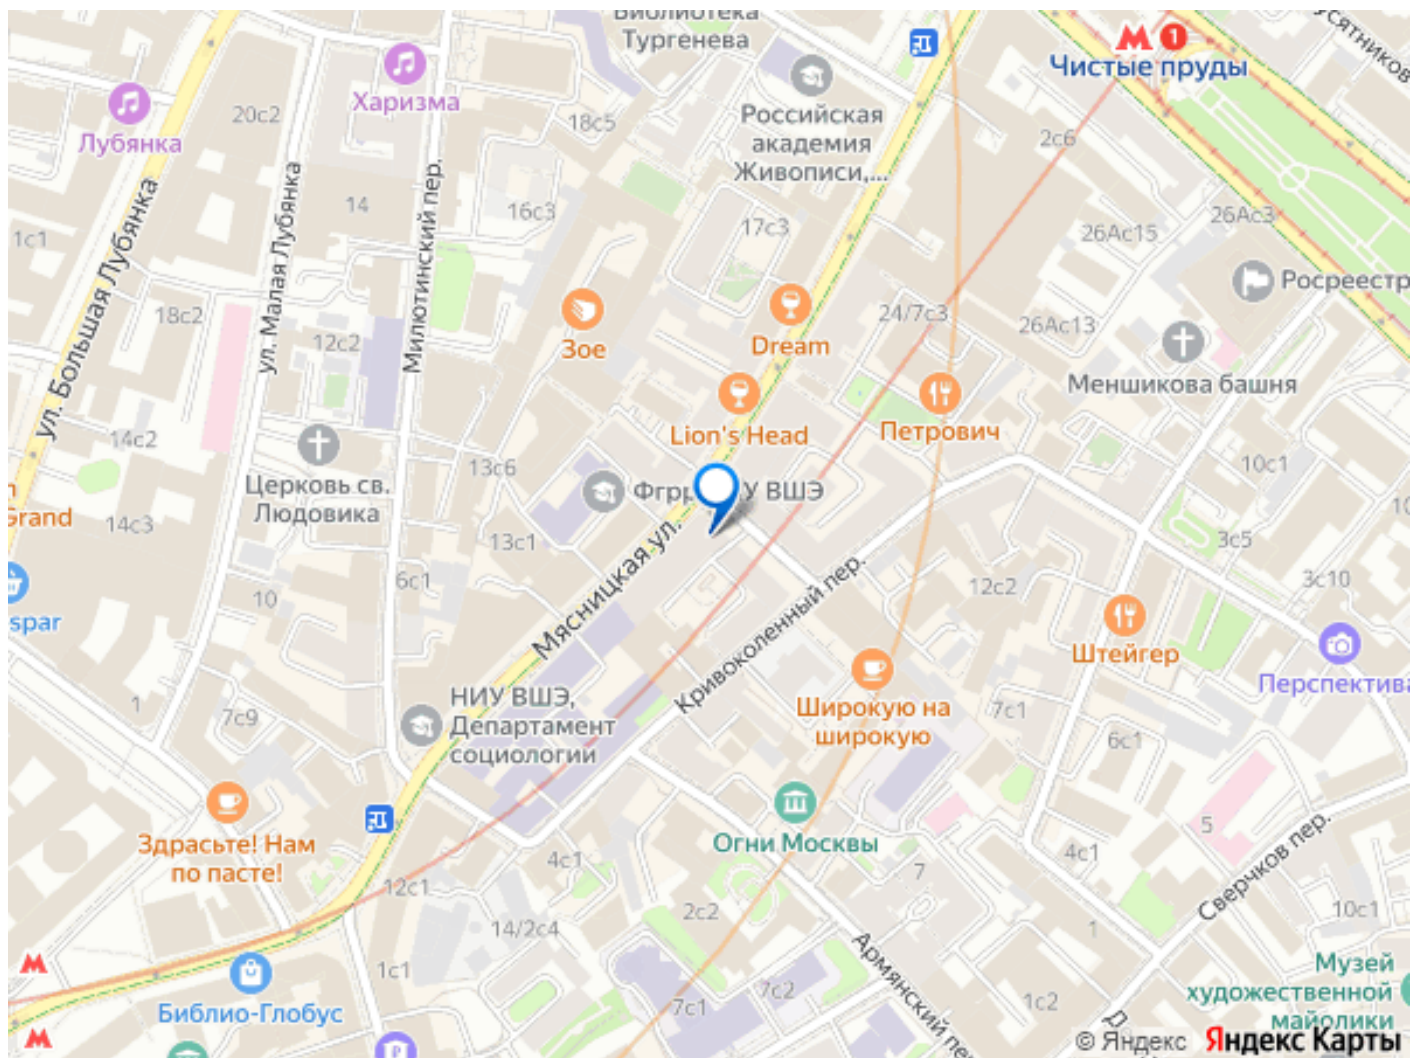 Библиотека
Тургенева
Чистые пруды
1
Харизма
Лубянка
20с2
18с5
Российская
академия
Живописи,...
2с6
ул. Большая Лубянка
ул. Малая Лубянка
Милютинский пер.
14
16с3
17с3
26Ас3
26Ас15
1с1
Росреестр
18с2
12с2
Зое
Dream
24/7с3
26Ас13
Меншикова башня
14с2
Lion's Head
Петрович
13с6
10с1
Церковь св.
Людовика
ВШЭ
Grand
14с3
13с1
Мясницкая ул.
3с5
6с1
10
Кривоколенный пер.
12с2
3с10
spar
Штейгер
Перспектива
НИУ ВШЭ,
Департамент
социологии
1
7с9
Широкую на
широкую
7с1
6с1
Здрасьте! Нам
по пасте!
Огни Москвы
5
Сверчков пер.
4с1
7
4с1
12с1
2с2
14/2с4
1
10с1
Армянский пер.
1с1
7с2
7с1
1с2
Библио-Глобус
Музей
художественной
майолики
© Яндекс Яндекс Карты